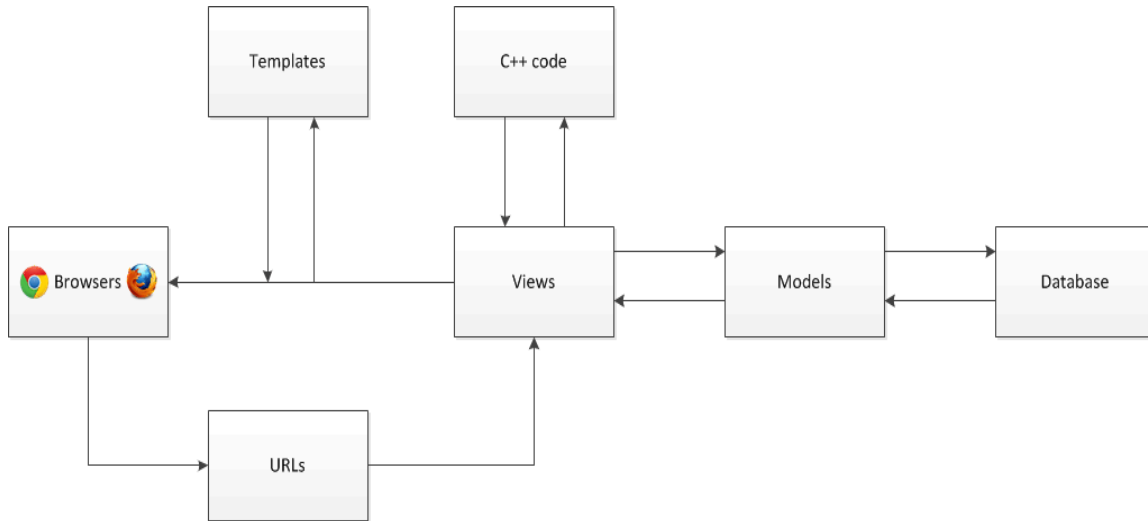 Templates
C++ code
Browsers
Views
Models
Database
URLs